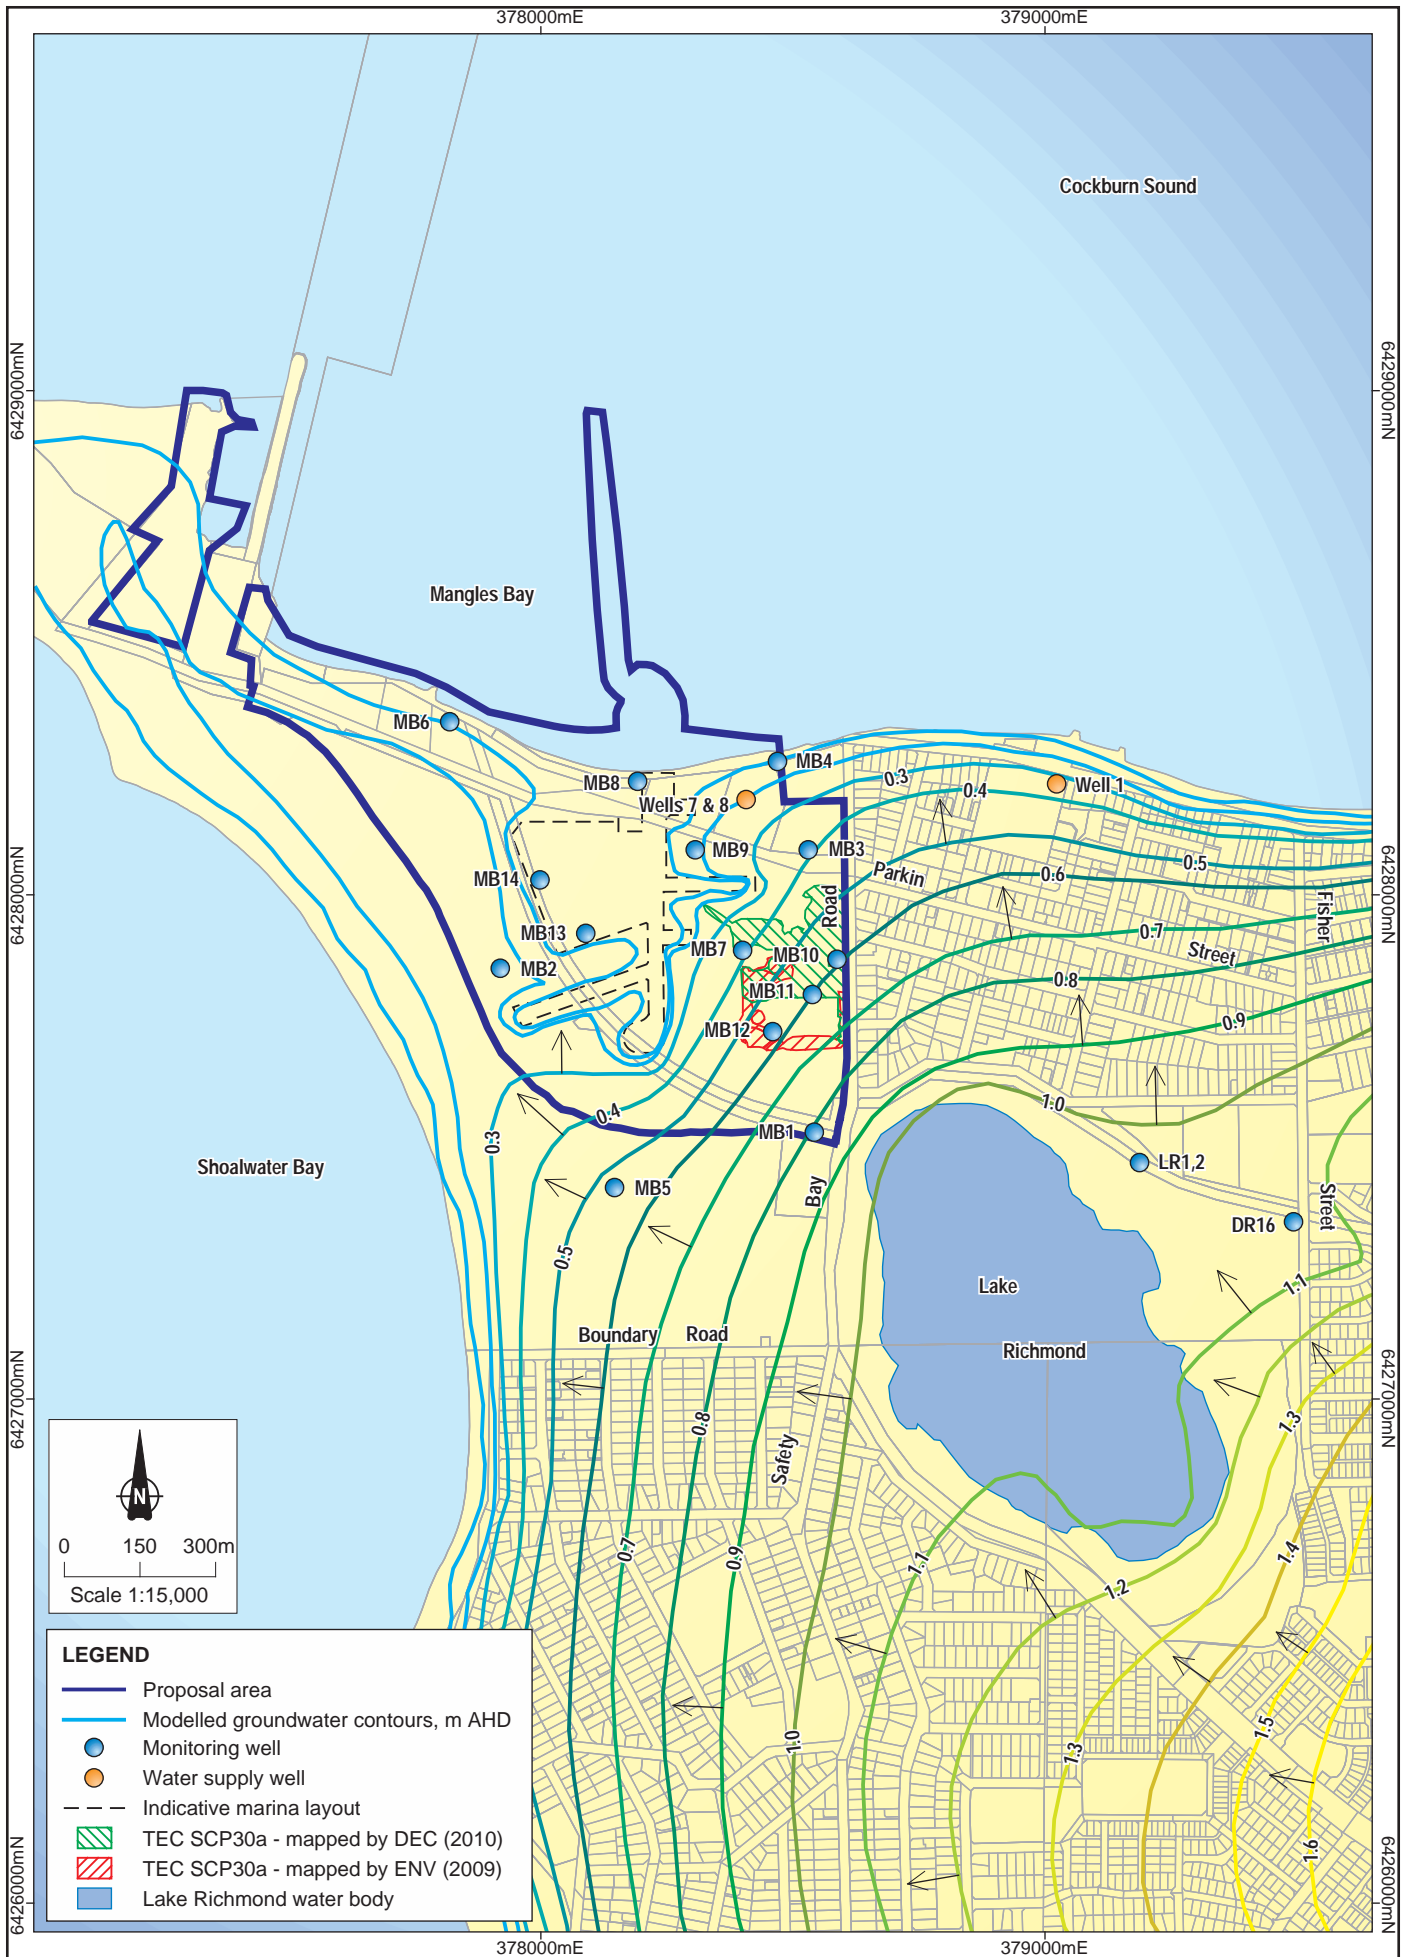 378000mE
379000mE
Cockburn Sound
6429000mN
6429000mN
Mangles Bay
MB6
MB4
MB8
0.3
Well 1
0.4
Wells 7 & 8
MB9
MB3
0.5
Parkin
0.6
MB14
6428000mN
6428000mN
Road
Fisher
MB13
0.7
MB7
MB10
Street
MB2
0.8
MB11
0.9
MB12
0.4
1.0
0.3
MB1
Shoalwater Bay
LR1,2
MB5
Bay
Street
DR16
0.5
Lake
1.1
Boundary
Road
Richmond
6427000mN
6427000mN
0.8
1.3
Safety
N
0 150 300m
Scale 1:15,000
0.7
0.9
1.1
1.4
1.2
LEGEND
Proposal area
Modelled groundwater contours, m AHD
Monitoring well
Water supply well
Indicative marina layout
TEC SCP30a - mapped by DEC (2010)
TEC SCP30a - mapped by ENV (2009)
Lake Richmond water body
1.0
1.3
1.5
1.6
6426000mN
6426000mN
378000mE
379000mE